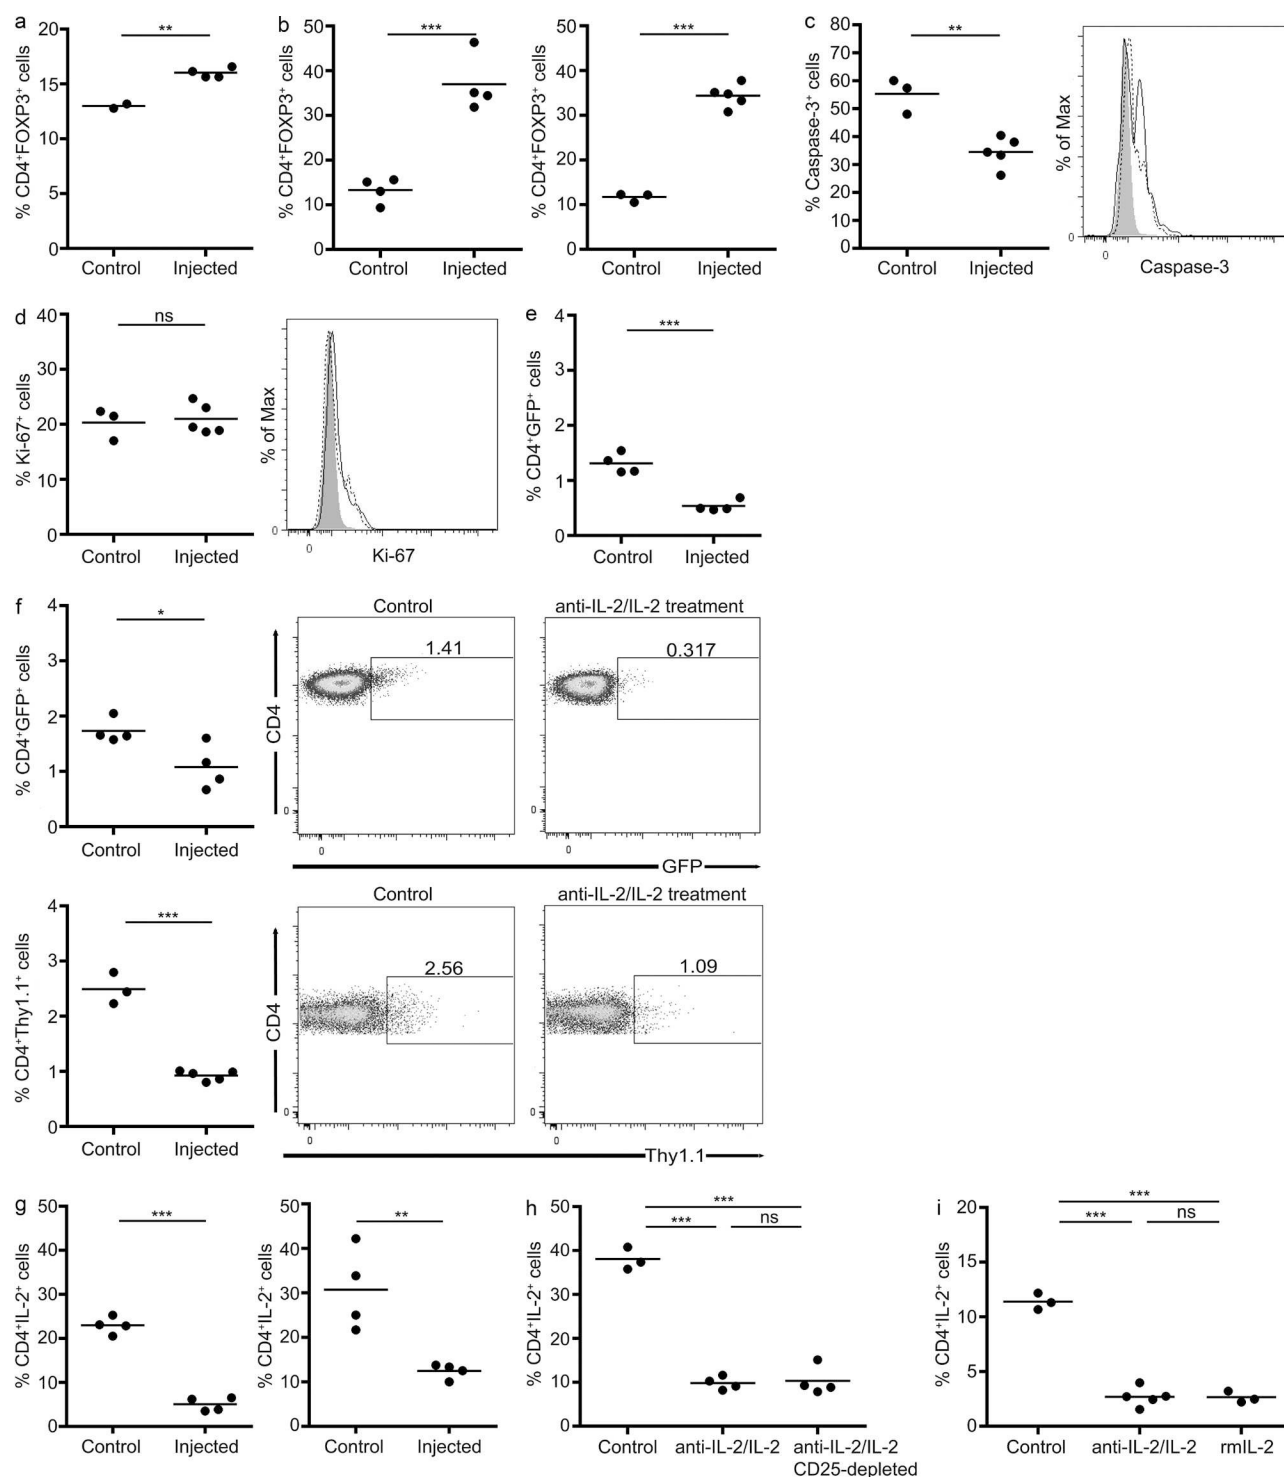 a
20
15
10
5
0
% CD4+FOXP3+ cells
**
Control Injected
b
50
40
30
20
10
0
% CD4+FOXP3+ cells
***
Control Injected
50
40
30
20
10
0
% CD4+FOXP3+ cells
***
Control Injected
c
80
70
60
50
40
30
20
10
0
% Caspase-3+ cells
**
Control Injected
% of Max
0
Caspase-3
d
40
30
20
10
0
% Ki-67+ cells
ns
Control Injected
% of Max
0
Ki-67
e
4
3
2
1
0
% CD4+GFP+ cells
***
Control Injected
f
4
3
2
1
0
% CD4+GFP+ cells
*
Control Injected
Control
1.41
CD4
0
0
anti-IL-2/IL-2 treatment
0.317
0
0
GFP
4
3
2
1
0
% CD4+Thy1.1+ cells
***
Control Injected
Control
2.56
CD4
0
0
anti-IL-2/IL-2 treatment
1.09
0
0
Thy1.1
g
50
40
30
20
10
0
% CD4+IL-2+ cells
***
Control Injected
50
40
30
20
10
0
% CD4+IL-2+ cells
**
Control Injected
h
50
40
30
20
10
0
% CD4+IL-2+ cells
***
*** ns
Control anti-IL-2/IL-2 anti-IL-2/IL-2
CD25-depleted
i
20
15
10
5
0
% CD4+IL-2+ cells
***
*** ns
Control anti-IL-2/IL-2 rmIL-2